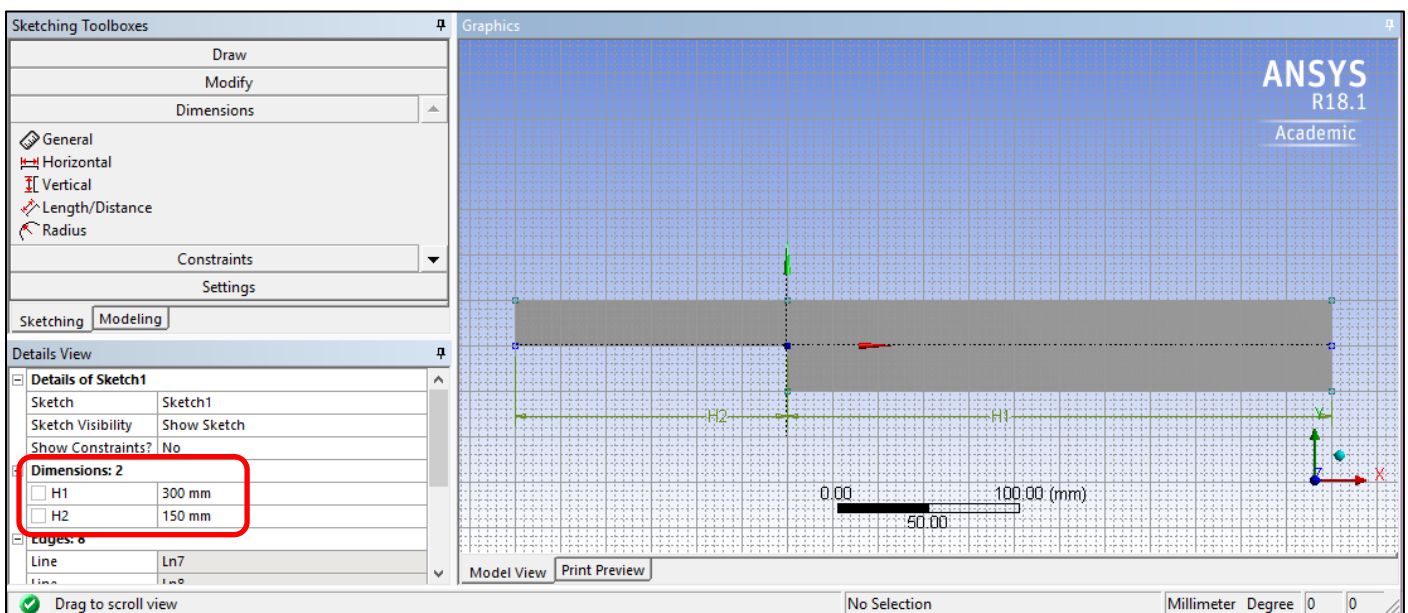 Sketching Toolboxes
Draw
Modify
Dimensions
General
Horizontal
Vertical
Length/Distance
Radius
Constraints
Settings
Sketching Modeling
Details View
Details of Sketch1
Sketch Sketch1
Sketch Visibility Show Sketch
Show Constraints? No
Dimensions: 2
H1 300 mm
H2 150 mm
Edges: 8
Line Ln7
Line Ln8
Graphics
ANSYS
R18.1
Academic
H2 H1
Y
Z X
0.00 100.00 (mm)
50.00
Model View Print Preview
Drag to scroll view No Selection Millimeter Degree 0 0